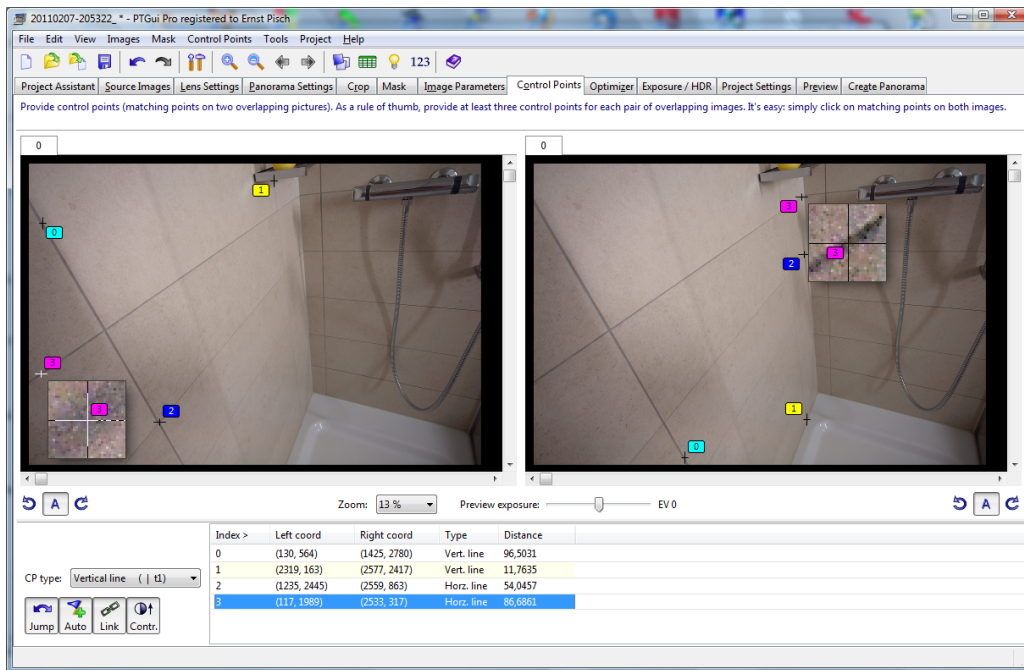 20110207-205322_ * - PTGui Pro registered to Ernst Pisch
File Edit View Images Mask Control Points Tools Project Help
123
Project Assistant Source Images Lens Settings Panorama Settings Crop Mask Image Parameters Control Points Optimizer Exposure / HDR Project Settings Preview Create Panorama
Provide control points (matching points on two overlapping pictures). As a rule of thumb, provide at least three control points for each pair of overlapping images. It's easy: simply click on matching points on both images.
0 0
1
3
0
2
3
3
3
2
3
1
0
A Zoom: 13 % Preview exposure: EV 0 A
Index > Left coord Right coord Type Distance
0 (130, 564) (1425, 2780) Vert. line 96,5031
1 (2319, 163) (2577, 2417) Vert. line 11,7635
2 (1235, 2445) (2559, 863) Horz. line 54,0457
3 (117, 1989) (2533, 317) Horz. line 86,6861
CP type: Vertical line ( | t1)
Jump Auto Link Contr.